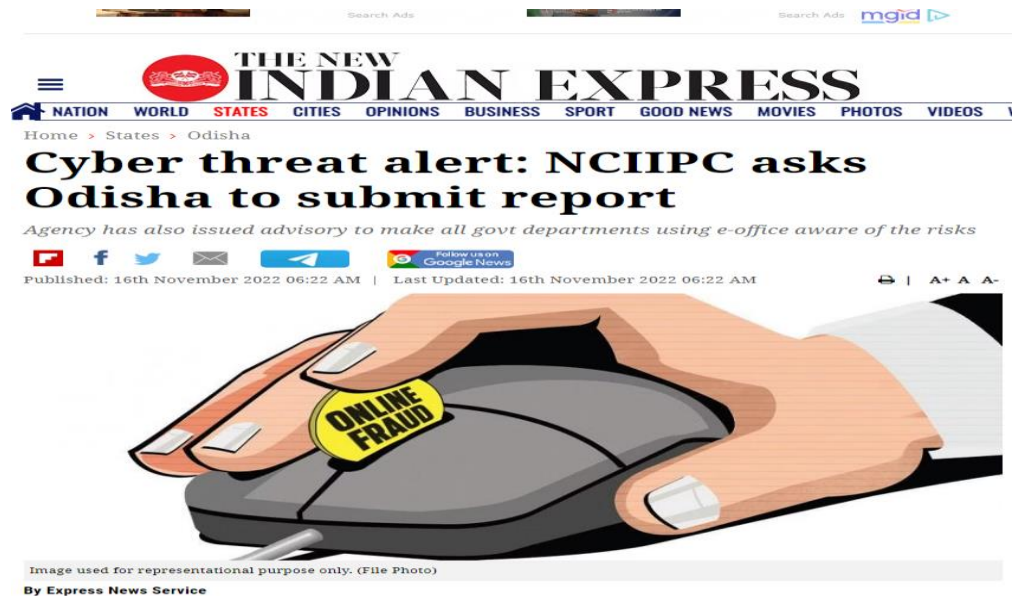 Search Ads
Search Ads mgid
THE NEW
INDIAN EXPRESS
NATION WORLD STATES CITIES OPINIONS BUSINESS SPORT GOOD NEWS MOVIES PHOTOS VIDEOS
Home > States > Odisha
Cyber threat alert: NCIIPC asks
Odisha to submit report
Agency has also issued advisory to make all govt departments using e-office aware of the risks
Follow us on
Google News
Published: 16th November 2022 06:22 AM | Last Updated: 16th November 2022 06:22 AM | A+ A A-
ONLINE
FRAUD
Image used for representational purpose only. (File Photo)
By Express News Service